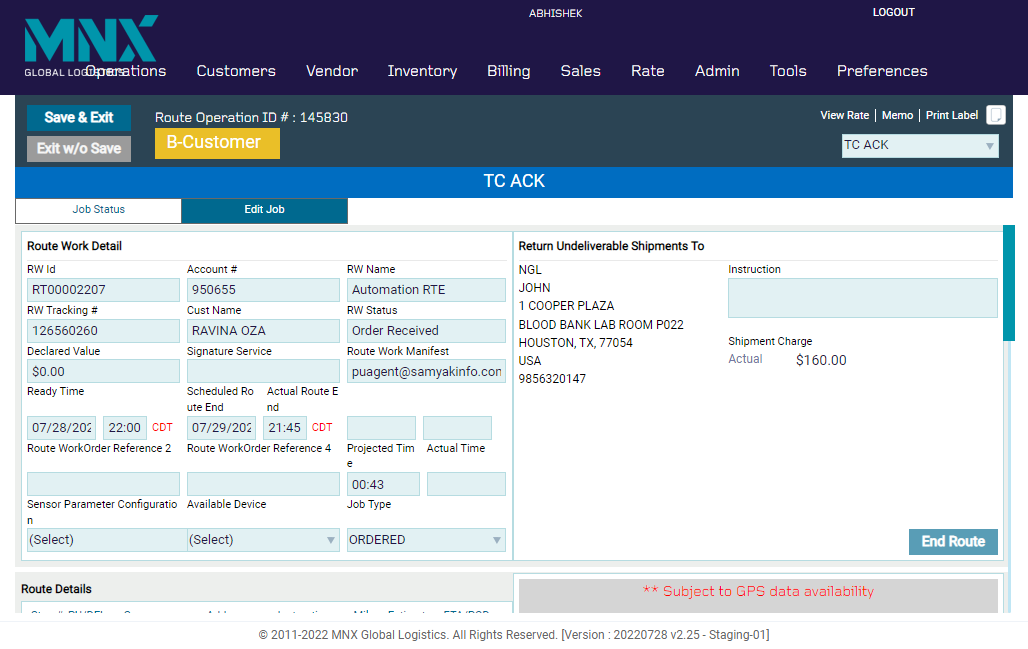 MNX
GLOBAL LOGISTICS
ABHISHEK
LOGOUT
Operations Customers Vendor Inventory Billing Sales Rate Admin Tools Preferences
Save & Exit
Exit w/o Save
Route Operation ID # : 145830
B-Customer
View Rate | Memo | Print Label
TC ACK
TC ACK
Job Status Edit Job
Route Work Detail
RW Id Account # RW Name
RT00002207 950655 Automation RTE
RW Tracking # Cust Name RW Status
126560260 RAVINA OZA Order Received
Declared Value Signature Service Route Work Manifest
$0.00 puagent@samyakinfo.con
Ready Time Scheduled Ro Actual Route E
ute End nd
07/28/202 22:00 CDT 07/29/202 21:45 CDT
Route WorkOrder Reference 2 Route WorkOrder Reference 4 Projected Tim Actual Time
e
00:43
Sensor Parameter Configuratio Available Device Job Type
n
(Select) (Select) ORDERED
Return Undeliverable Shipments To
NGL
JOHN
1 COOPER PLAZA
BLOOD BANK LAB ROOM P022
HOUSTON, TX, 77054
USA
9856320147
Instruction
Shipment Charge
Actual $160.00
End Route
Route Details
** Subject to GPS data availability
© 2011-2022 MNX Global Logistics. All Rights Reserved. [Version : 20220728 v2.25 - Staging-01]